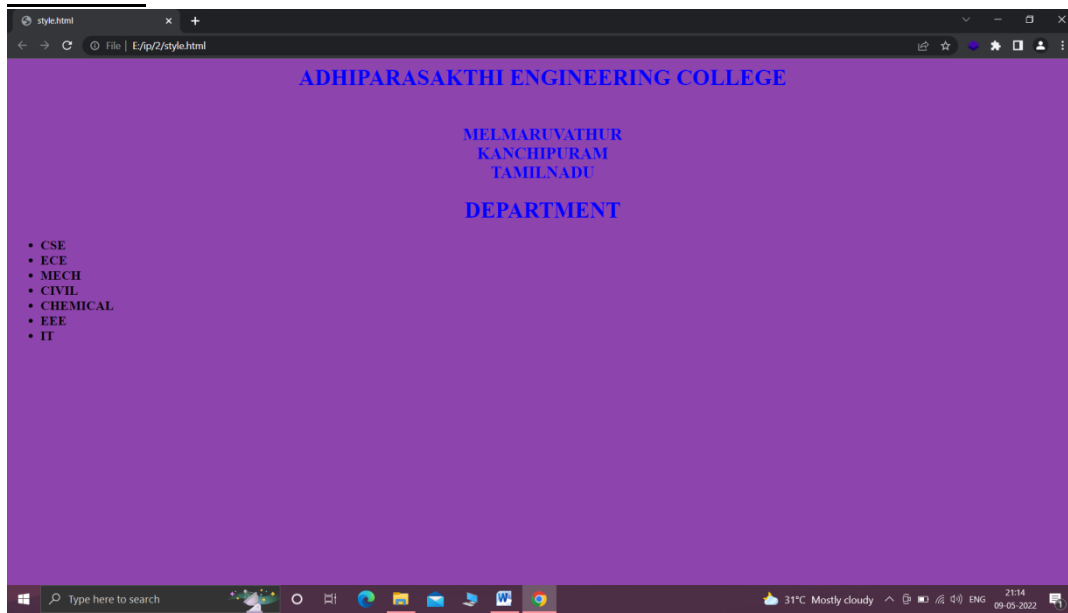 style.html
File | E:/ip/2/style.html
ADHIPARASAKTHI ENGINEERING COLLEGE
MELMARUVATHUR
KANCHIPURAM
TAMILNADU
DEPARTMENT
• CSE
• ECE
• MECH
• CIVIL
• CHEMICAL
• EEE
• IT
Type here to search
31°C Mostly cloudy
ENG
21:14
09-05-2022
1